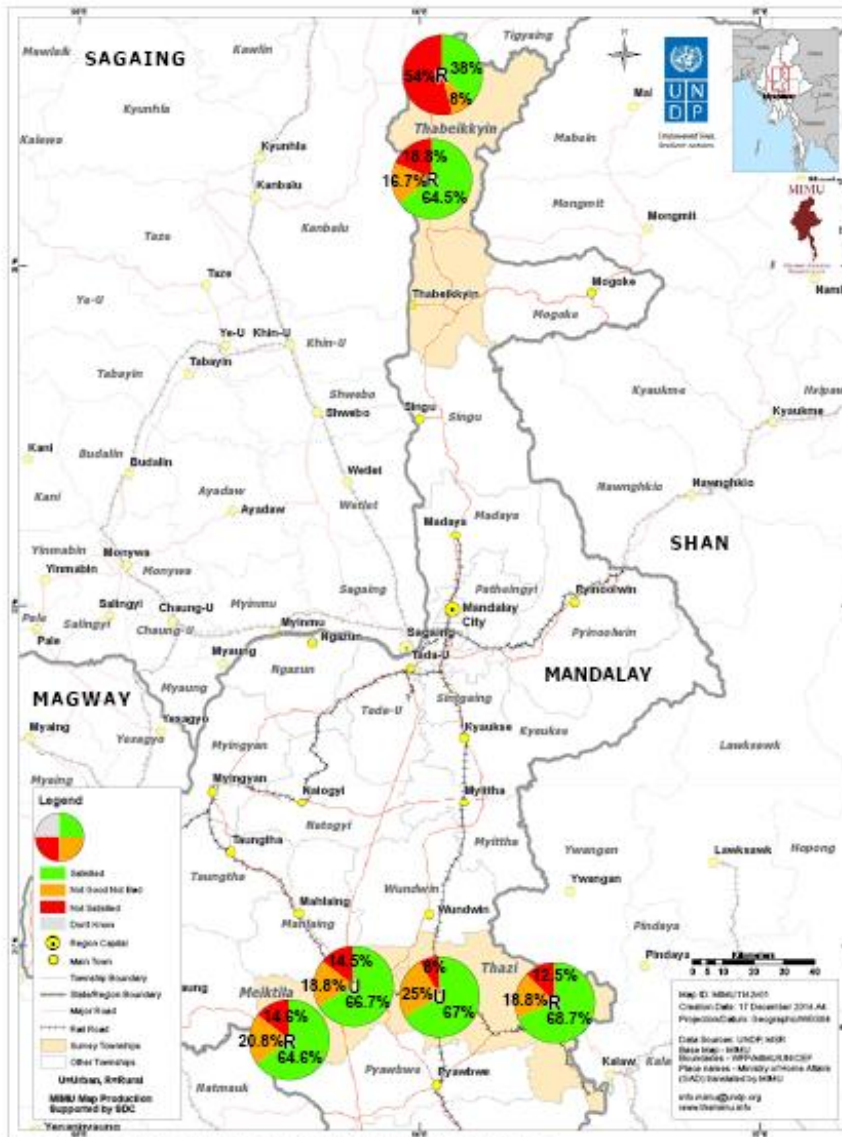 SAGAING
Mawlaik
Kawlin
Tigyaing
Kyunhla
Kalewa
Kyunhla
Kanbalu
Kanbalu
Taze
Taze
Ye-U
Ye-U
Khin-U
Khin-U
Tabayin
Tabayin
Shwebo
Shwebo
Kani
Kani
Budalin
Budalin
Ayadaw
Ayadaw
Wetlet
Wetlet
Yinmabin
Yinmabin
Monywa
Monywa
Salingyi
Salingyi
Pale
Pale
Chaung-U
Chaung-U
Myinmu
Myinmu
Sagaing
Sagaing
Ngazun
Ngazun
Myaung
Myaung
Tada-U
Tada-U
54%
R
38%
8%
Thabeikkyin
18.8%
16.7%
R
64.5%
Thabeikkyin
Mogoke
Mogoke
Mabein
Mongmit
Mongmit
Singu
Singu
Kyaukme
Kyaukme
Nawnghkio
Nawnghkio
Madaya
Madaya
SHAN
Patheingyi
Mandalay
City
Pyinoolwin
Pyinoolwin
MANDALAY
Kyaukse
Kyaukse
MAGWAY
Myaing
Yesagyo
Yesagyo
Myingyan
Myingyan
Natogyi
Natogyi
Myittha
Myittha
Taungtha
Taungtha
Mahlaing
Mahlaing
Wundwin
Wundwin
Lawksawk
Lawksawk
Hopong
Ywangan
Ywangan
Pindaya
Pindaya
Kalaw
Meiktila
Thazi
Pyawbwe
Pyawbwe
Natmauk
Yenangyaung
14.5%
18.8%
U
66.7%
14.6%
20.8%
R
64.6%
8%
25%
U
67%
12.5%
18.8%
R
68.7%
U N
D P
MIMU
Legend
Satisfied
Not Good Not Bad
Not Satisfied
Don't Know
Region Capital
Main Town
Township Boundary
State/Region Boundary
Major Road
Rail Road
Survey Townships
Other Townships
U=Urban, R=Rural
MIMU Map Production
Supported by SDC
Kilometers
0 5 10 20 30 40
Creation Date: 17 December 2014. A4
Data Sources: UNDP, MSR
Base Map - MIMU
Boundaries - WFP/MIMU/UNICEF
Place names - Ministry of Home Affairs
(GAD) translated by MIMU
info.mimu@undp.org
www.themimu.info